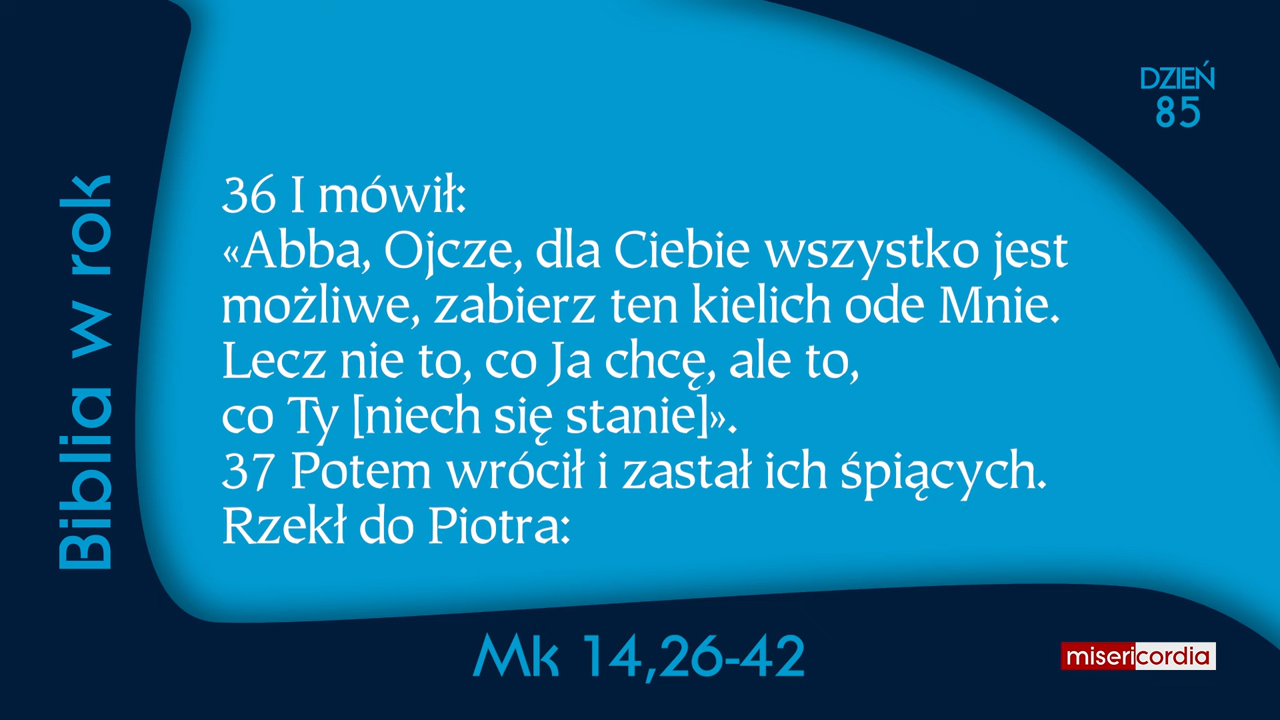 DZIEŃ
85
Biblia w rok
36 I mówił:
«Abba, Ojcze, dla Ciebie wszystko jest
możliwe, zabierz ten kielich ode Mnie.
Lecz nie to, co Ja chcę, ale to,
co Ty [niech się stanie]».
37 Potem wrócił i zastał ich śpiących.
Rzekł do Piotra:
Mk 14,26-42
misericordia